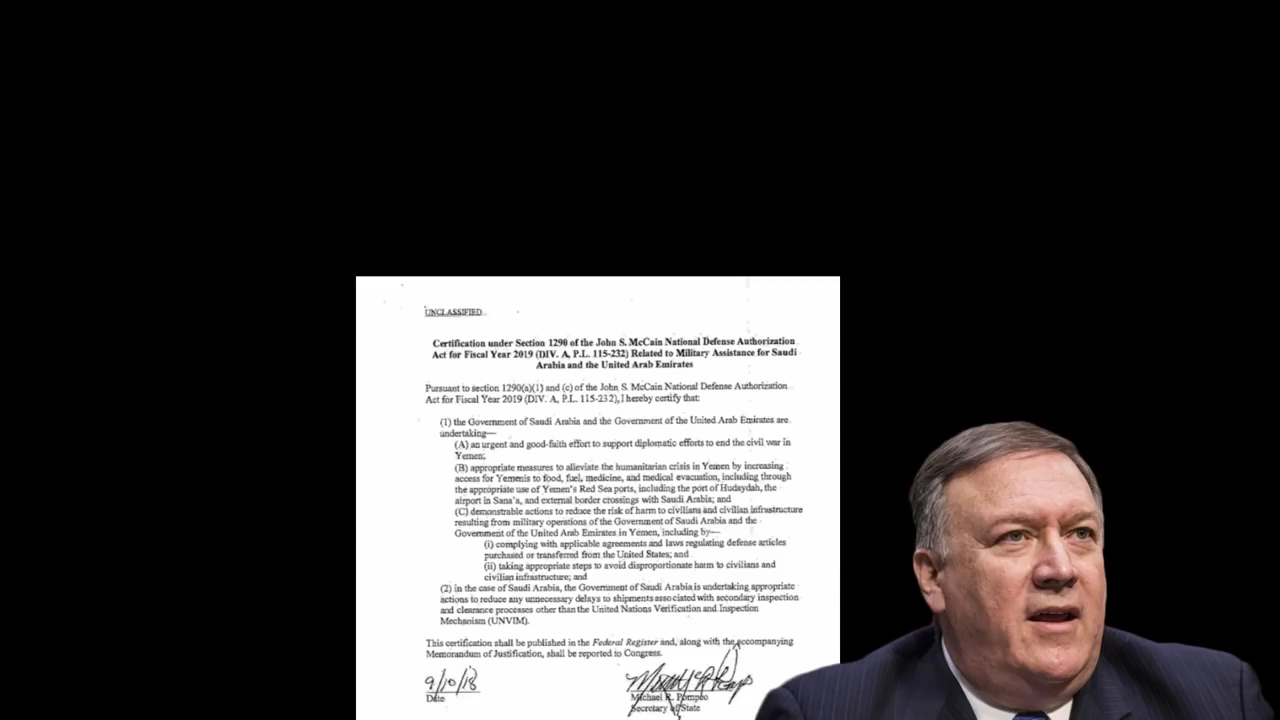 UNCLASSIFIED
Certification under Section 1290 of the John S. McCain National Defense Authorization
Act for Fiscal Year 2019 (DIV. A, P.L. 115-232) Related to Military Assistance for Saudi
Arabia and the United Arab Emirates
Pursuant to section 1290(a)(1) and (c) of the John S. McCain National Defense Authorization
Act for Fiscal Year 2019 (DIV. A, P.L. 115-232), I hereby certify that:
(1) the Government of Saudi Arabia and the Government of the United Arab Emirates are
undertaking—
(A) an urgent and good-faith effort to support diplomatic efforts to end the civil war in
Yemen;
(B) appropriate measures to alleviate the humanitarian crisis in Yemen by increasing
access for Yemenis to food, fuel, medicine, and medical evacuation, including through
the appropriate use of Yemen's Red Sea ports, including the port of Hudaydah, the
airport in Sana'a, and external border crossings with Saudi Arabia; and
(C) demonstrable actions to reduce the risk of harm to civilians and civilian infrastructure
resulting from military operations of the Government of Saudi Arabia and the
Government of the United Arab Emirates in Yemen, including by—
(i) complying with applicable agreements and laws regulating defense articles
purchased or transferred from the United States; and
(ii) taking appropriate steps to avoid disproportionate harm to civilians and
civilian infrastructure; and
(2) in the case of Saudi Arabia, the Government of Saudi Arabia is undertaking appropriate
actions to reduce any unnecessary delays to shipments associated with secondary inspection
and clearance processes other than the United Nations Verification and Inspection
Mechanism (UNVIM).
This certification shall be published in the Federal Register and, along with the accompanying
Memorandum of Justification, shall be reported to Congress.
9/10/18
Date
Michael R. Pompeo
Secretary of State